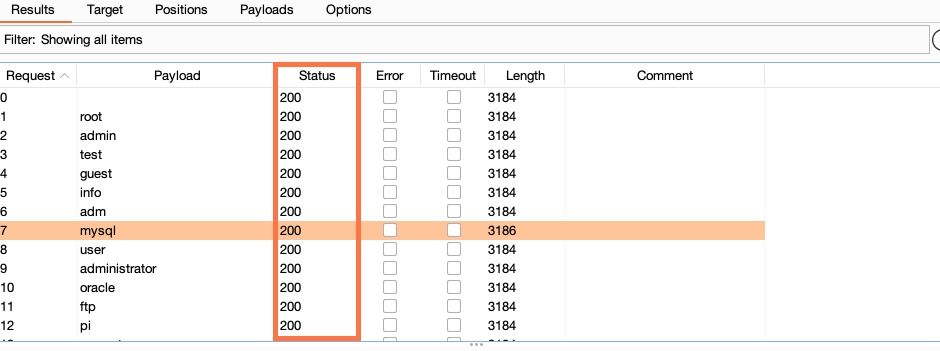 Results Target Positions Payloads Options
Filter: Showing all items
Request Payload Status Error Timeout Length Comment
0 200 3184
1 root 200 3184
2 admin 200 3184
3 test 200 3184
4 guest 200 3184
5 info 200 3184
6 adm 200 3184
7 mysql 200 3186
8 user 200 3184
9 administrator 200 3184
10 oracle 200 3184
11 ftp 200 3184
12 pi 200 3184